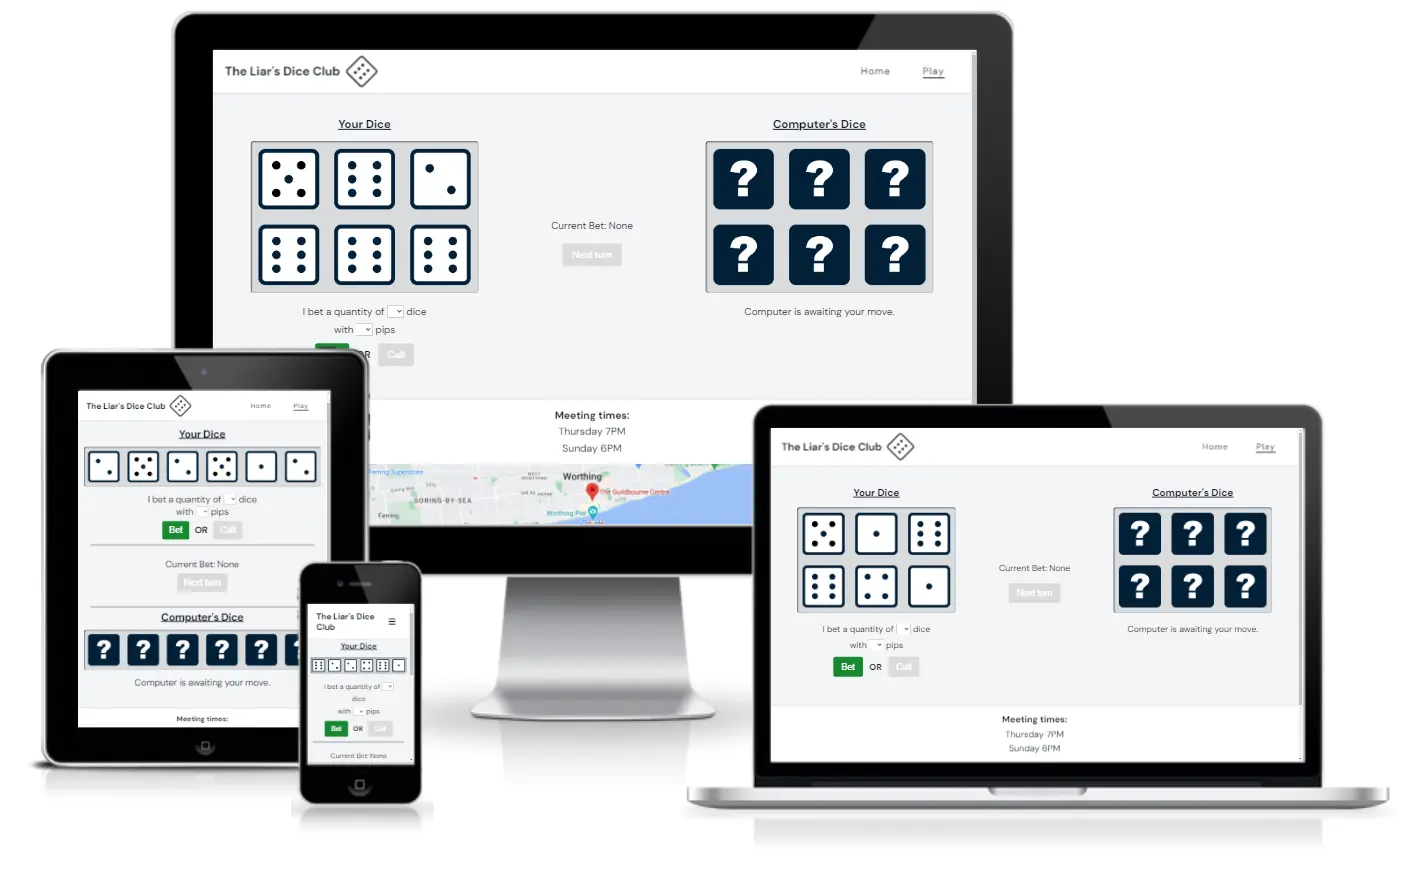 The Liar's Dice Club
Home
Play
Your Dice
Computer's Dice
? ? ?
? ? ?
Current Bet: None
Next turn
I bet a quantity of dice
with pips
OR
Call
Computer is awaiting your move.
Meeting times:
Thursday 7PM
Sunday 6PM
Ferring Superstore
Worthing
GORING-BY-SEA
The Guildbourne Centre
Ferring
Worthing Pier
The Liar's Dice Club
Home
Play
Your Dice
I bet a quantity of dice
with pips
Bet
OR
Call
Current Bet: None
Next turn
Computer's Dice
? ? ? ? ? ?
Computer is awaiting your move.
Meeting times:
The Liar's Dice
Club
☰
Your Dice
I bet a quantity of
dice
with pips
Bet
OR
Call
Current Bet: None
The Liar's Dice Club
Home
Play
Your Dice
Computer's Dice
? ? ?
? ? ?
Current Bet: None
Next turn
I bet a quantity of dice
with pips
Bet
OR
Call
Computer is awaiting your move.
Meeting times:
Thursday 7PM
Sunday 6PM